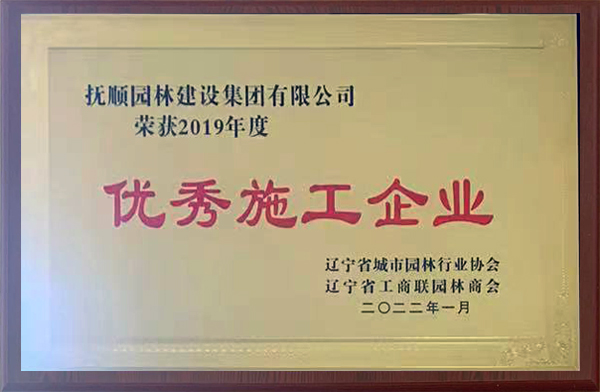 抚顺园林建设集团有限公司
荣获2019年度
优秀施工企业
辽宁省城市园林行业协会
辽宁省工商联园林商会
二〇二二年一月